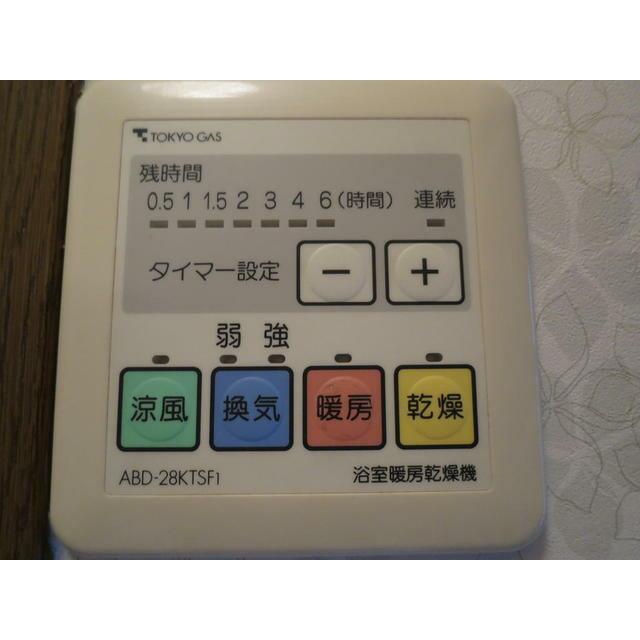 TOKYO GAS
残時間
0.5 1 1.5 2 3 4 6 (時間) 連続
タイマー設定 − +
弱 強
涼風 換気 暖房 乾燥
ABD-28KTSF1 浴室暖房乾燥機